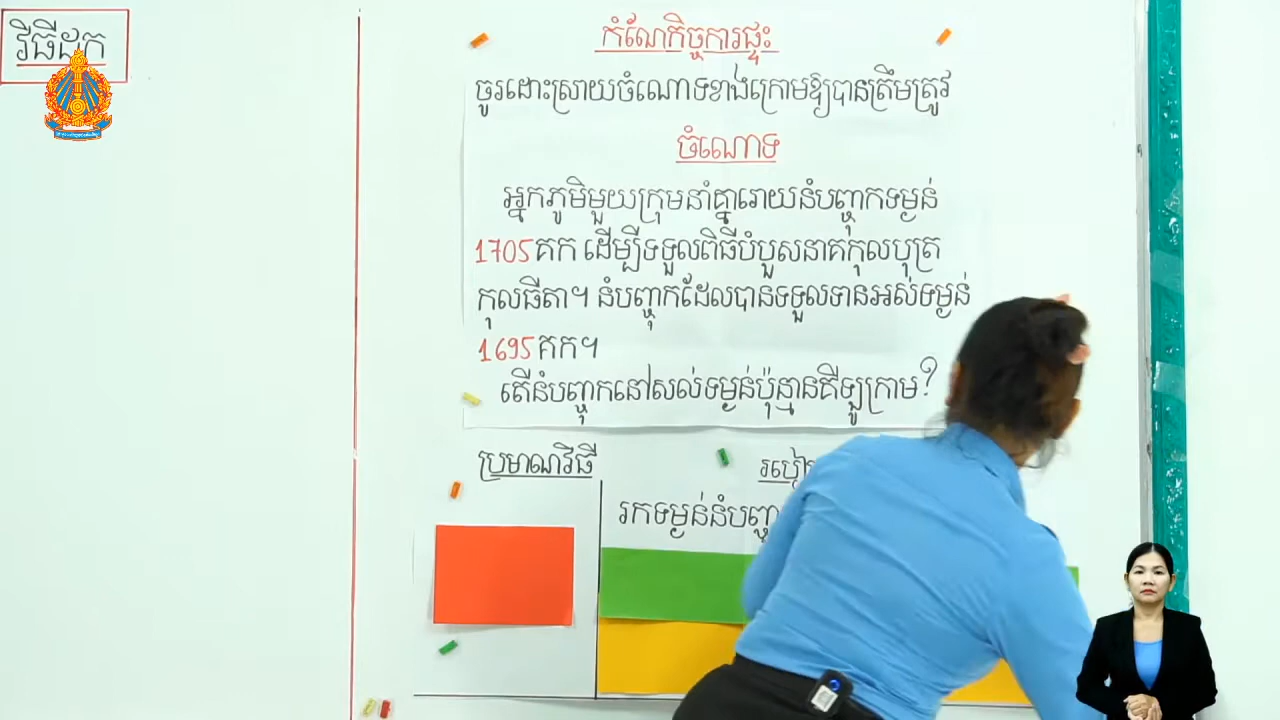 វិធីដក
កំណែកិច្ចការផ្ទះ
ចូរដោះស្រាយចំណោទខាងក្រោមឱ្យបានត្រឹមត្រូវ
ចំណោទ
អ្នកភូមិមួយក្រុមនាំគ្នារោយនំបញ្ចុកទម្ងន់
1705គក ដើម្បីទទួលពិធីបំបួសនាគកុលបុត្រ
កុលធីតា។ នំបញ្ចុកដែលបានទទួលទានអស់ទម្ងន់
1695គក។
តើនំបញ្ចុកនៅសល់ទម្ងន់ប៉ុន្មានគីឡូក្រាម?
ប្រមាណវិធី
រកទម្ងន់នំបញ្ចុ